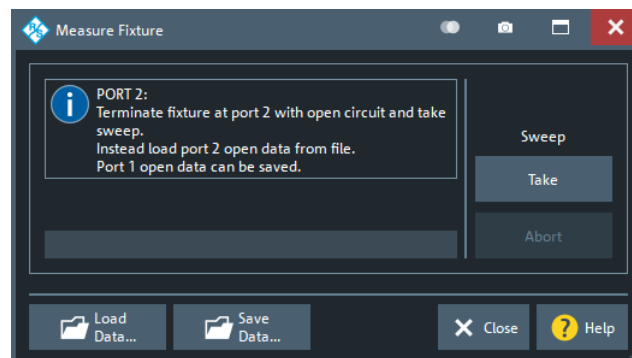 Measure Fixture
PORT 2:
Terminate fixture at port 2 with open circuit and take
sweep.
Instead load port 2 open data from file.
Port 1 open data can be saved.
Sweep
Take
Abort
Load
Data...
Save
Data...
Close
Help